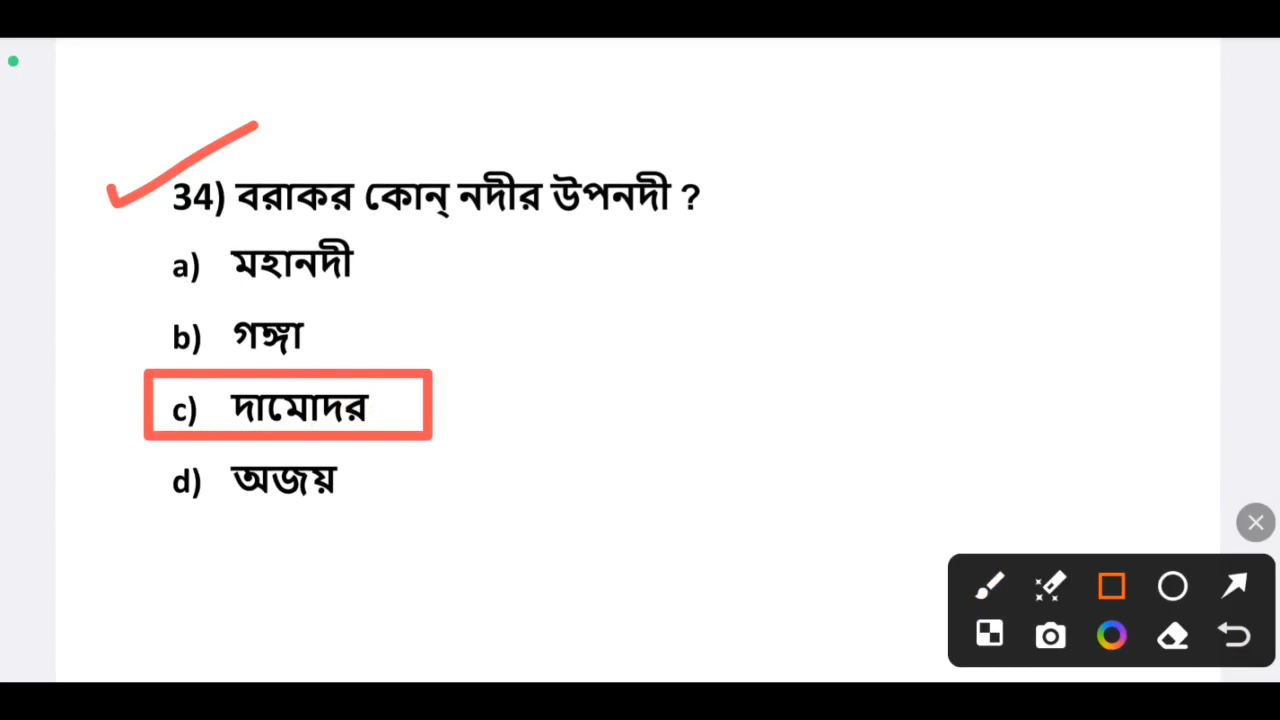 34) বরাকর কোন্ নদীর উপনদী ?
a) মহানদী
b) গঙ্গা
c) দামোদর
d) অজয়